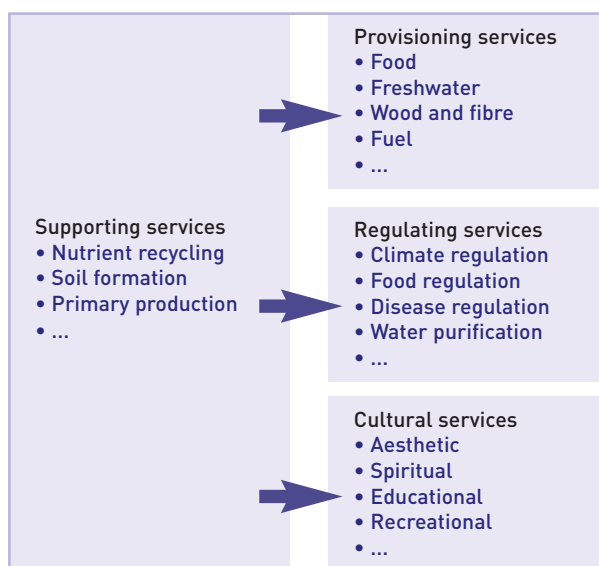 Supporting services
• Nutrient recycling
• Soil formation
• Primary production
• ...
Provisioning services
• Food
• Freshwater
• Wood and fibre
• Fuel
• ...
Regulating services
• Climate regulation
• Food regulation
• Disease regulation
• Water purification
• ...
Cultural services
• Aesthetic
• Spiritual
• Educational
• Recreational
• ...